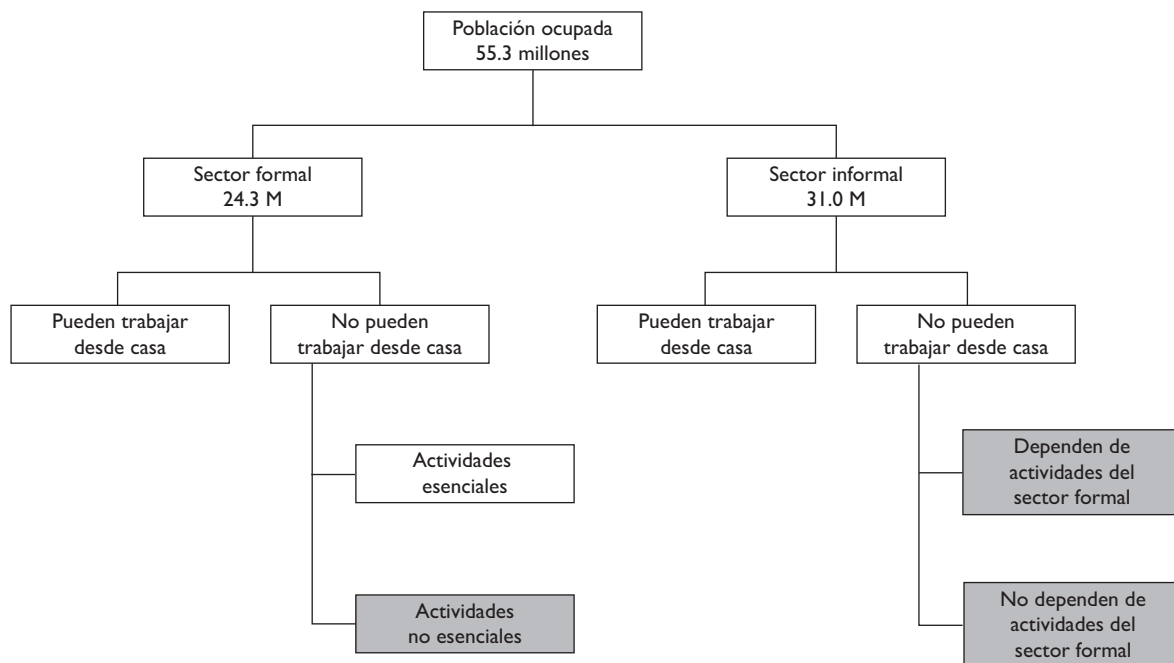 Población ocupada
55.3 millones
Sector formal
24.3 M
Sector informal
31.0 M
Pueden trabajar
desde casa
No pueden
trabajar desde casa
Pueden trabajar
desde casa
No pueden
trabajar desde casa
Actividades
esenciales
Dependen de
actividades del
sector formal
Actividades
no esenciales
No dependen de
actividades del
sector formal